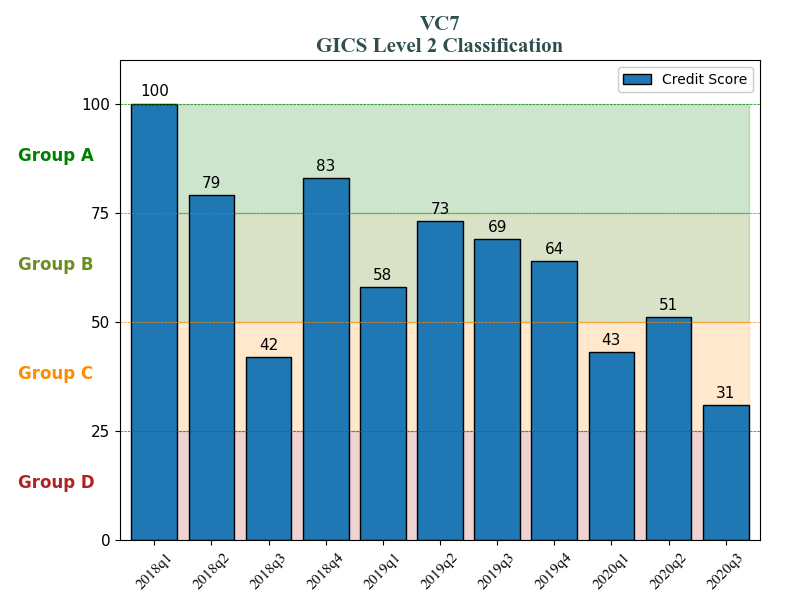 VC7
GICS Level 2 Classification
Credit Score
100
100
Group A
83
79
75
73
69
64
Group B
58
51
50
43
42
Group C
31
25
Group D
0
2018q1 2018q2 2018q3 2018q4 2019q1 2019q2 2019q3 2019q4 2020q1 2020q2 2020q3